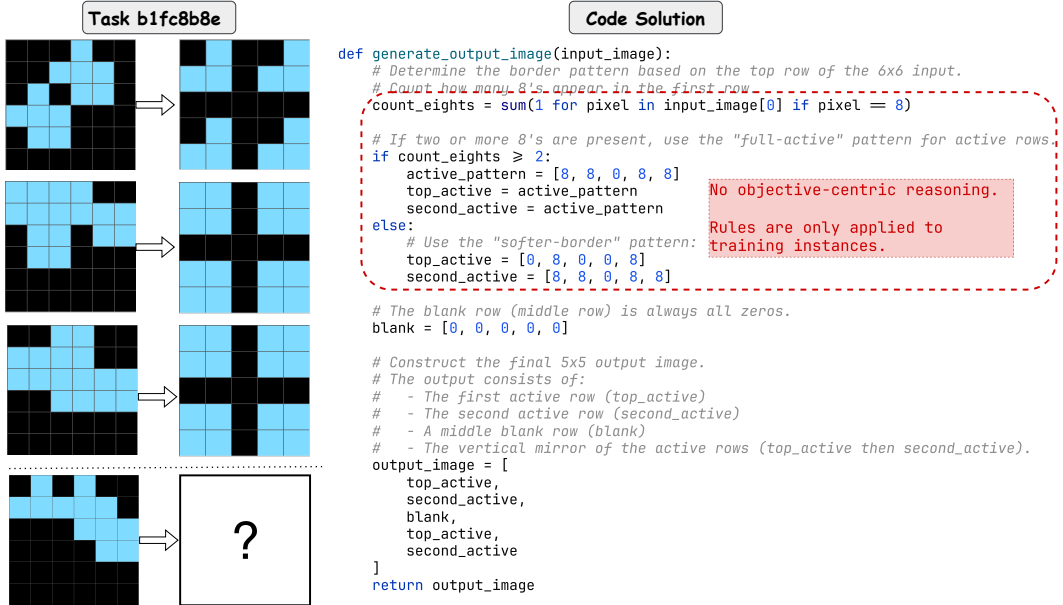 Task b1fc8b8e
Code Solution
def generate_output_image(input_image):
# Determine the border pattern based on the top row of the 6x6 input.
# Count how many 8's appear in the first row
count_eights = sum(1 for pixel in input_image[0] if pixel == 8)
# If two or more 8's are present, use the "full-active" pattern for active rows.
if count_eights ≥ 2:
active_pattern = [8, 8, 0, 8, 8]
top_active = active_pattern
second_active = active_pattern
else:
# Use the "softer-border" pattern:
top_active = [0, 8, 0, 0, 8]
second_active = [8, 8, 0, 8, 8]
No objective-centric reasoning.
Rules are only applied to
training instances.
# The blank row (middle row) is always all zeros.
blank = [0, 0, 0, 0, 0]
# Construct the final 5x5 output image.
# The output consists of:
# - The first active row (top_active)
# - The second active row (second_active)
# - A middle blank row (blank)
# - The vertical mirror of the active rows (top_active then second_active).
output_image = [
top_active,
second_active,
blank,
top_active,
second_active
]
return output_image
?